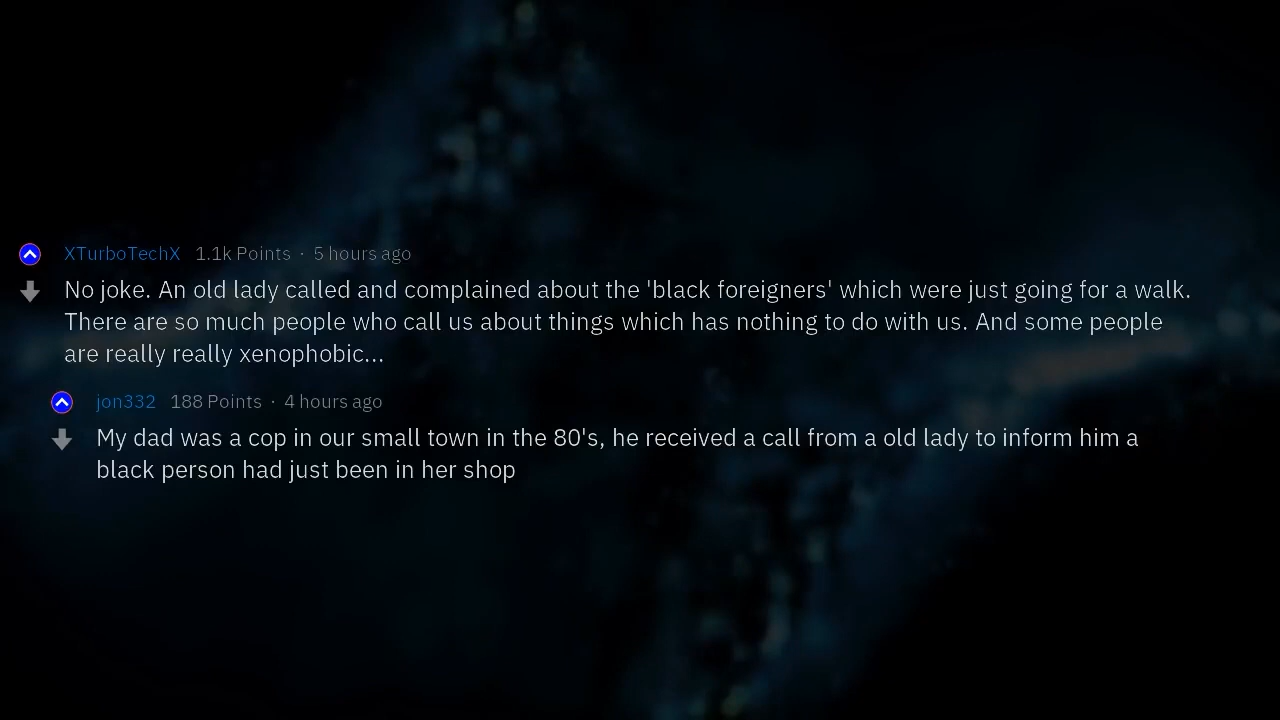 XTurboTechX 1.1k Points · 5 hours ago
No joke. An old lady called and complained about the 'black foreigners' which were just going for a walk.
There are so much people who call us about things which has nothing to do with us. And some people
are really really xenophobic...
jon332 188 Points · 4 hours ago
My dad was a cop in our small town in the 80's, he received a call from a old lady to inform him a
black person had just been in her shop